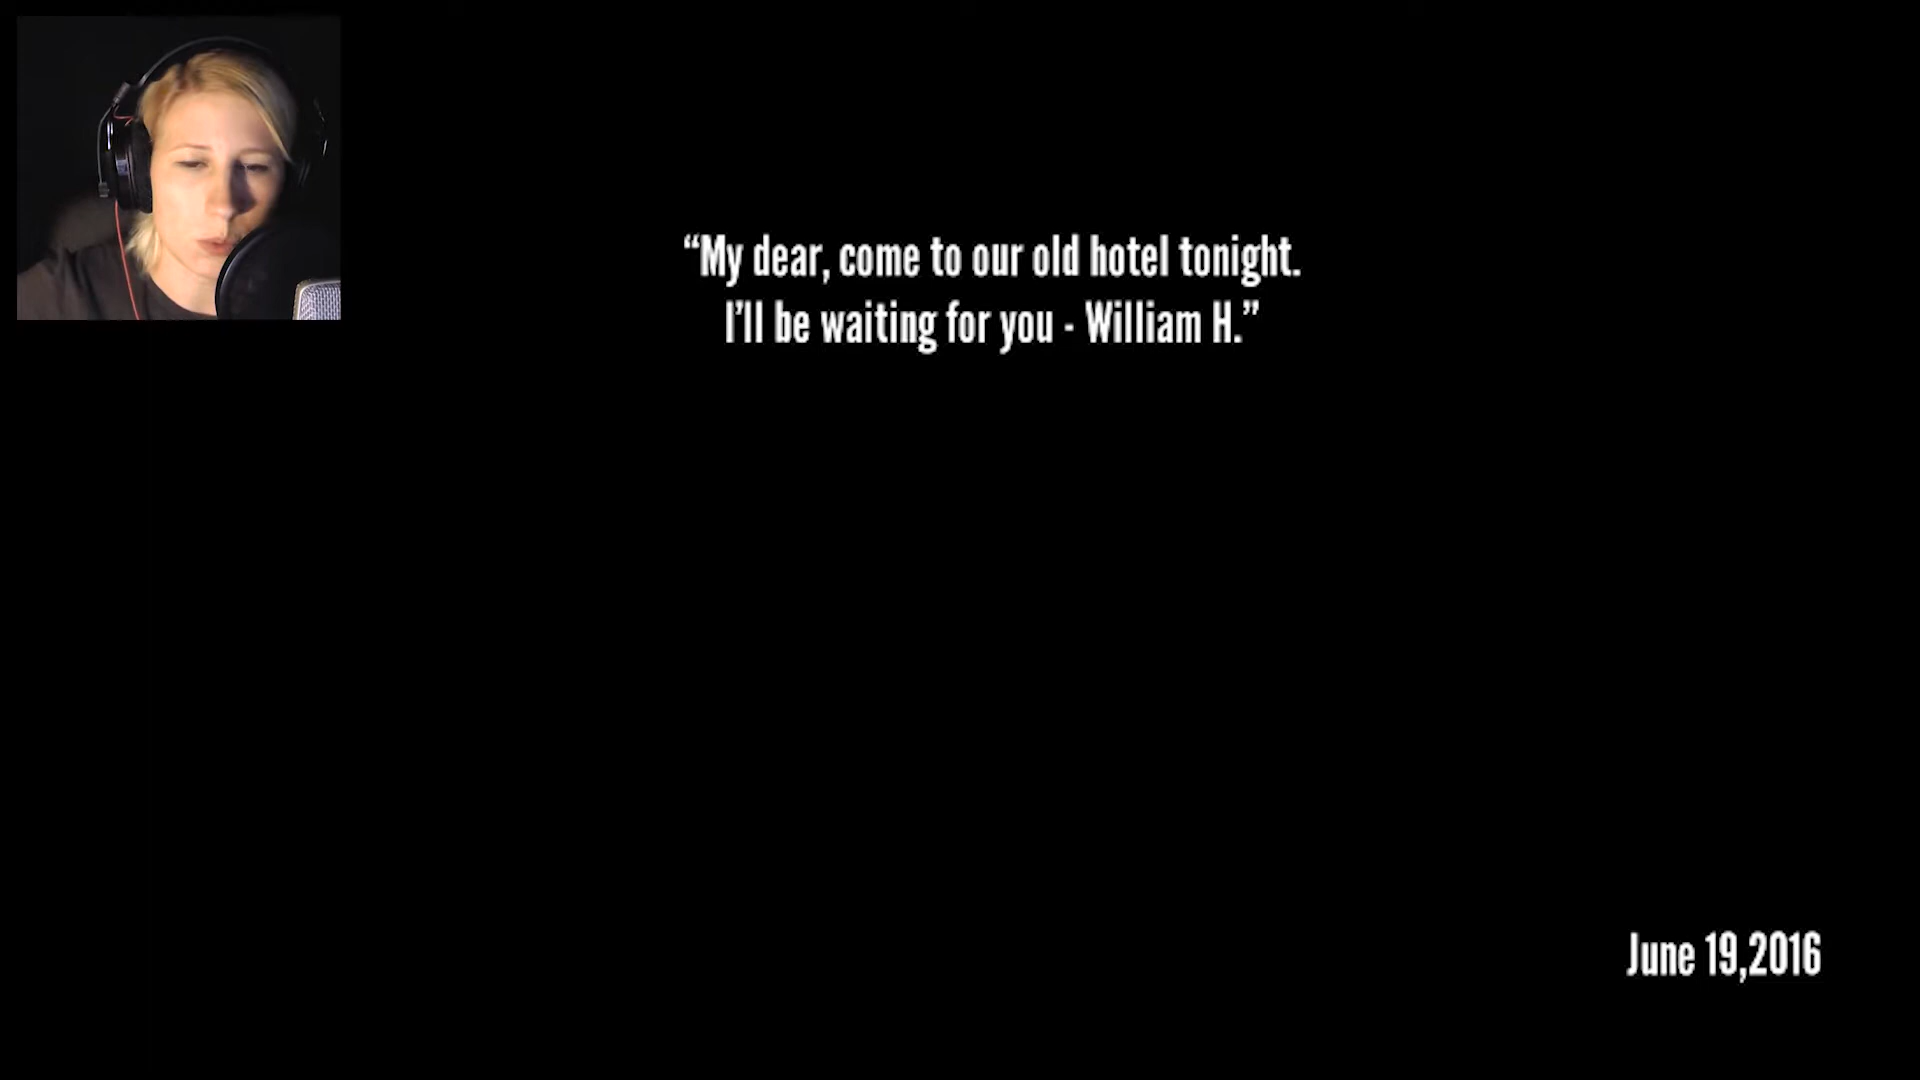 “My dear, come to our old hotel tonight.
I’ll be waiting for you - William H.”
June 19,2016